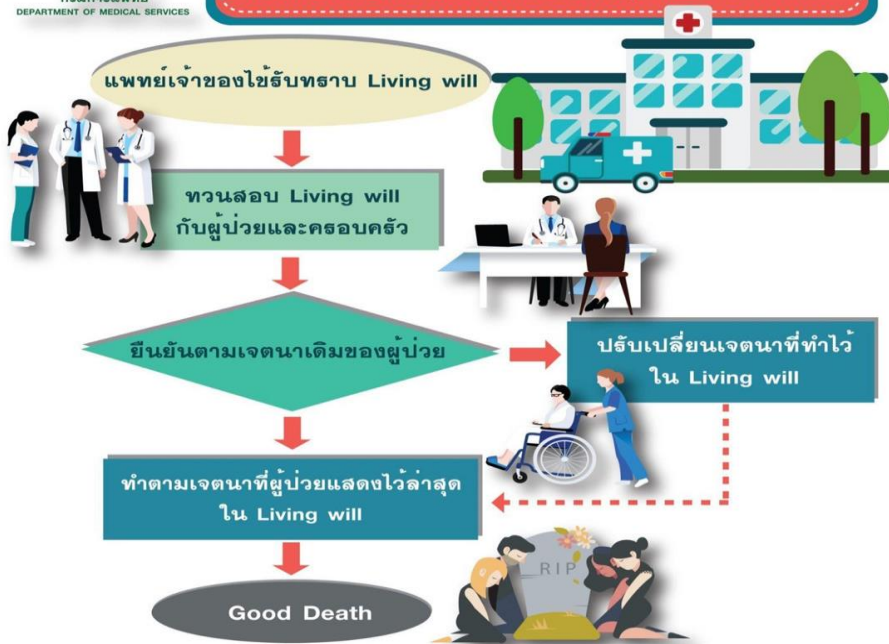 DEPARTMENT OF MEDICAL SERVICES
แพทย์เจ้าของไข้รับทราบ Living will
ทวนสอบ Living will
กับผู้ป่วยและครอบครัว
ยืนยันตามเจตนาเดิมของผู้ป่วย
ปรับเปลี่ยนเจตนาที่ทำไว้
ใน Living will
ทำตามเจตนาที่ผู้ป่วยแสดงไว้ล่าสุด
ใน Living will
RIP
Good Death